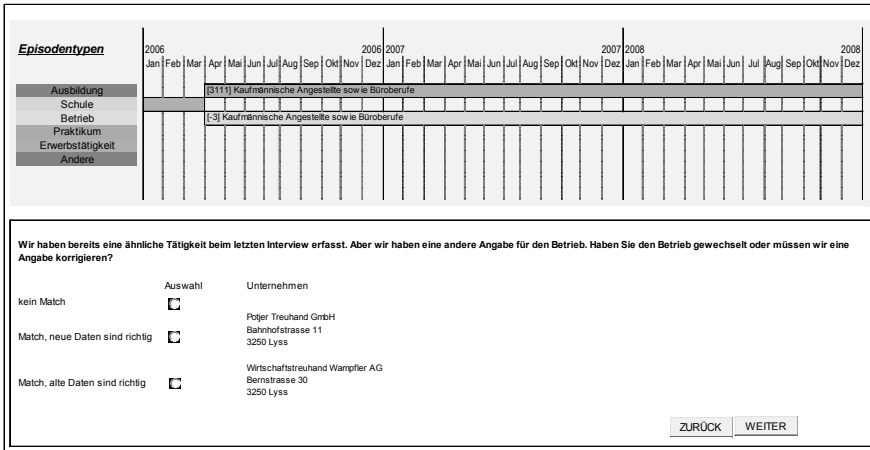 Episodentypen
2006 2006 2007 2007 2008 2008
Jan Feb Mar Apr Mai Jun Jul Aug Sep Okt Nov Dez Jan Feb Mar Apr Mai Jun Jul Aug Sep Okt Nov Dez Jan Feb Mar Apr Mai Jun Jul Aug Sep Okt Nov Dez
Ausbildung [3111] Kaufmännische Angestellte sowie Büroberufe
Schule
Betrieb [-3] Kaufmännische Angestellte sowie Büroberufe
Praktikum
Erwerbstätigkeit
Andere
Wir haben bereits eine ähnliche Tätigkeit beim letzten Interview erfasst. Aber wir haben eine andere Angabe für den Betrieb. Haben Sie den Betrieb gewechselt oder müssen wir eine
Angabe korrigieren?
Auswahl Unternehmen
kein Match
Potjer Treuhand GmbH
Match, neue Daten sind richtig Bahnhofstrasse 11
3250 Lyss
Wirtschaftstreuhand Wampfler AG
Match, alte Daten sind richtig Bernstrasse 30
3250 Lyss
ZURÜCK WEITER